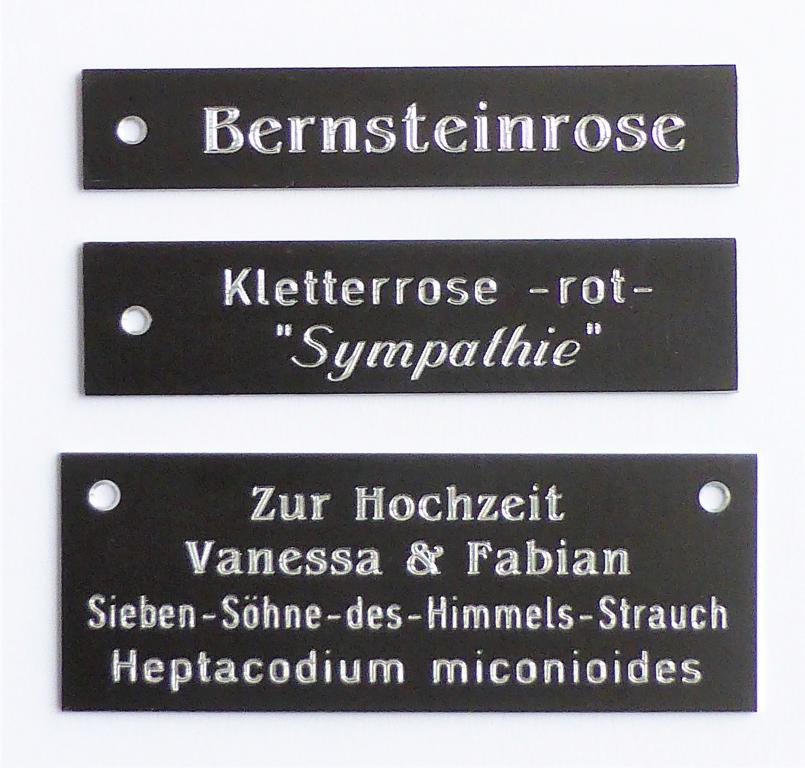 Bernsteinrose
Kletterrose -rot-
"Sympathie"
Zur Hochzeit
Vanessa & Fabian
Sieben-Söhne-des-Himmels-Strauch
Heptacodium miconioides